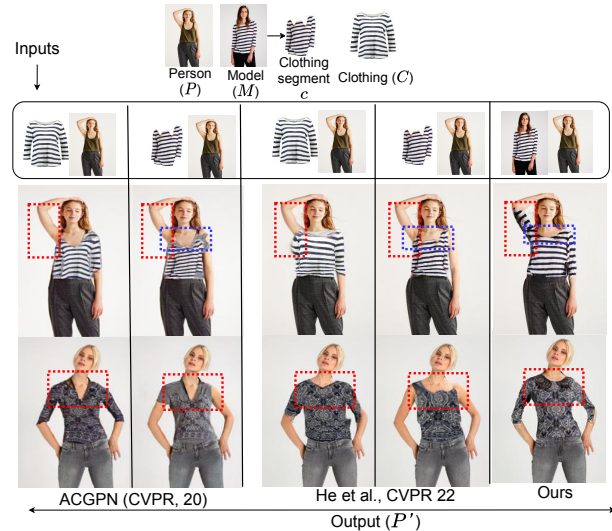 Inputs
Person
(P)
Model
(M)
Clothing
segment
c
Clothing (C)
ACGPN (CVPR, 20)
He et al., CVPR 22
Ours
Output (P')